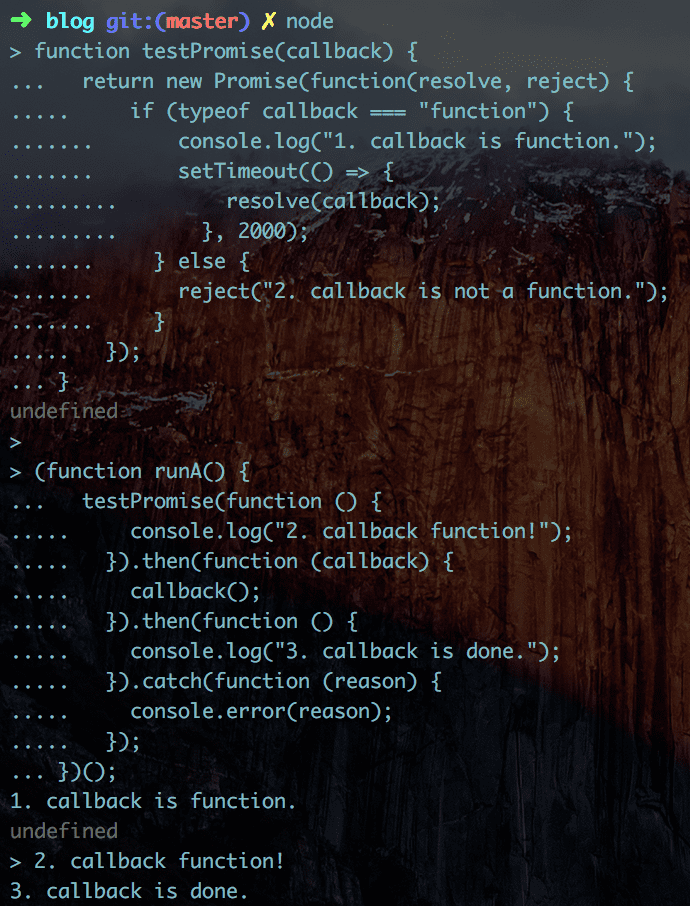 ➜ blog git:(master) ✗ node
> function testPromise(callback) {
...   return new Promise(function(resolve, reject) {
.....     if (typeof callback === "function") {
.......       console.log("1. callback is function.");
.......       setTimeout(() => {
.........         resolve(callback);
.........       }, 2000);
.......     } else {
.......       reject("2. callback is not a function.");
.......     }
.....   });
... }
undefined
>
> (function runA() {
...   testPromise(function () {
.....     console.log("2. callback function!");
.....   }).then(function (callback) {
.....     callback();
.....   }).then(function () {
.....     console.log("3. callback is done.");
.....   }).catch(function (reason) {
.....     console.error(reason);
.....   });
... })();
1. callback is function.
undefined
> 2. callback function!
3. callback is done.